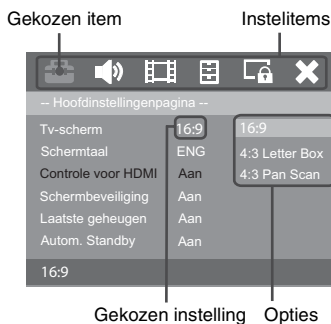 Gekozen item Instelitems
-- Hoofdinstellingenpagina --
Tv-scherm 16:9 16:9
Schermtaal ENG 4:3 Letter Box
Controle voor HDMI Aan 4:3 Pan Scan
Schermbeveiliging Aan
Laatste geheugen Aan
Autom. Standby Aan
16:9
Gekozen instelling Opties